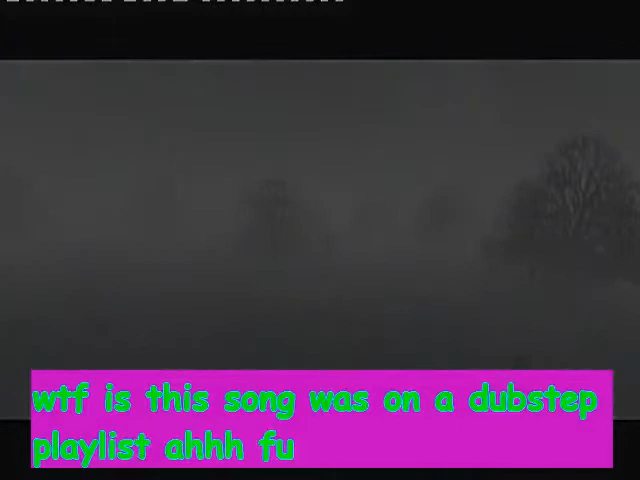 wtf is this song was on a dubstep
playlist ahhh fu